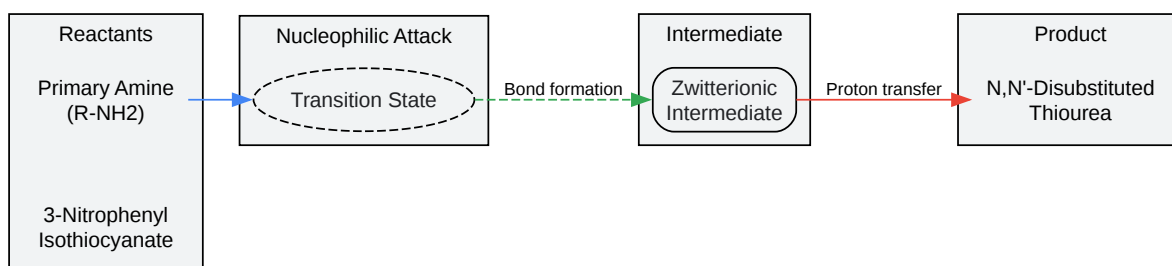 Reactants
Primary Amine
(R-NH2)
3-Nitrophenyl
Isothiocyanate
Nucleophilic Attack
Transition State
Bond formation
Intermediate
Zwitterionic
Intermediate
Proton transfer
Product
N,N'-Disubstituted
Thiourea